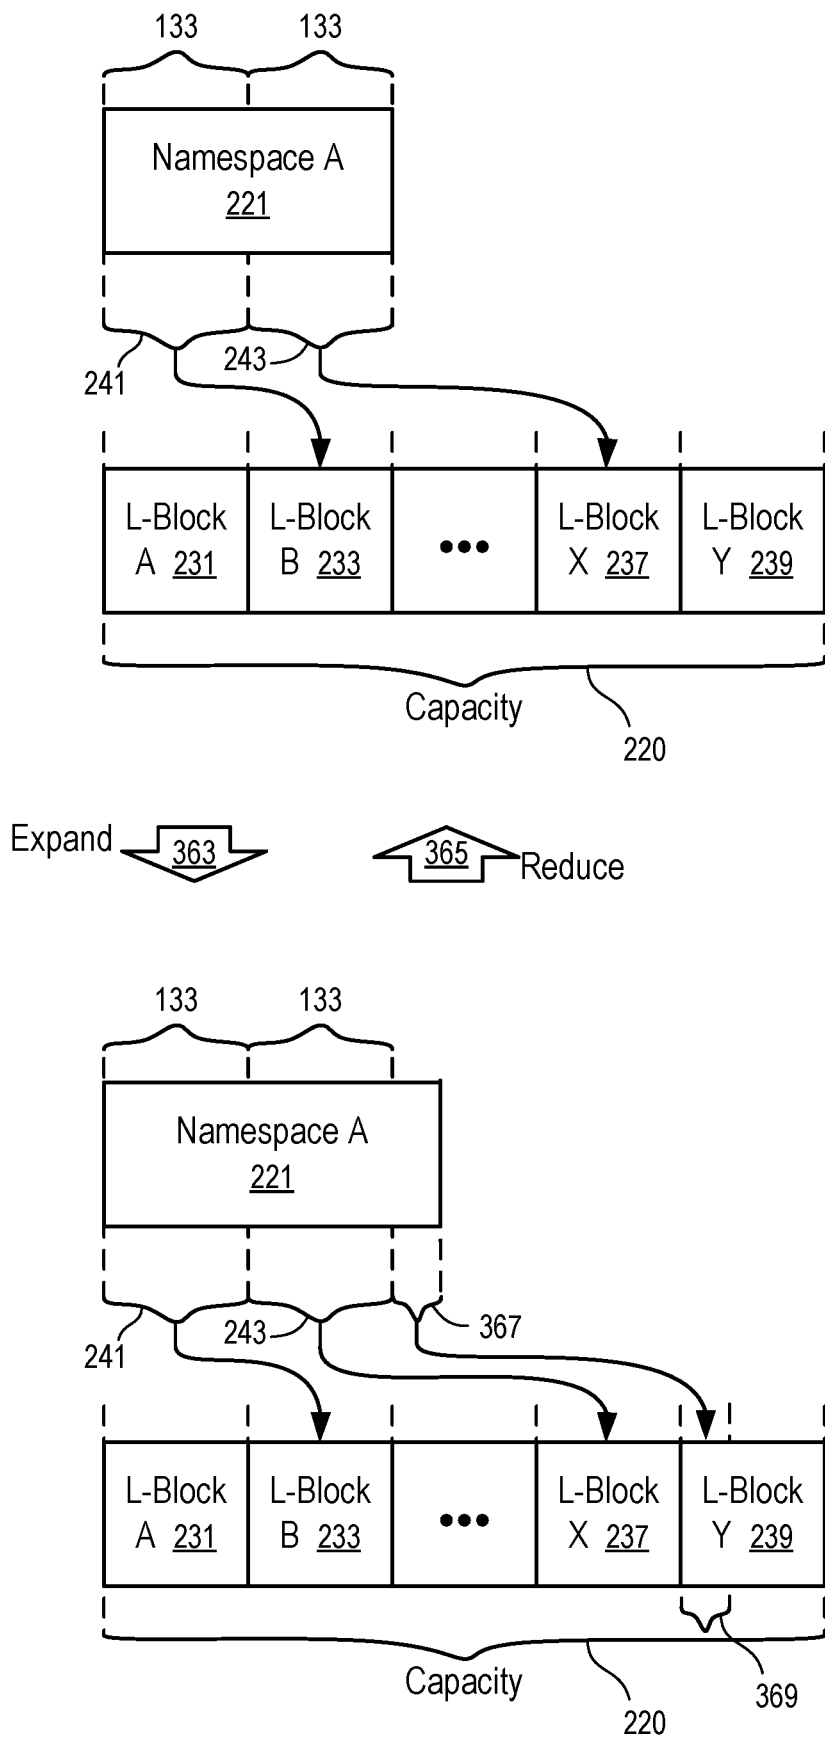 133 133
Namespace A
221
241 243
L-Block L-Block L-Block L-Block
A 231 B 233 ••• X 237 Y 239
Capacity
220
Expand 363 365 Reduce
133 133
Namespace A
221
241 243 367
L-Block L-Block L-Block L-Block
A 231 B 233 ••• X 237 Y 239
Capacity
220 369